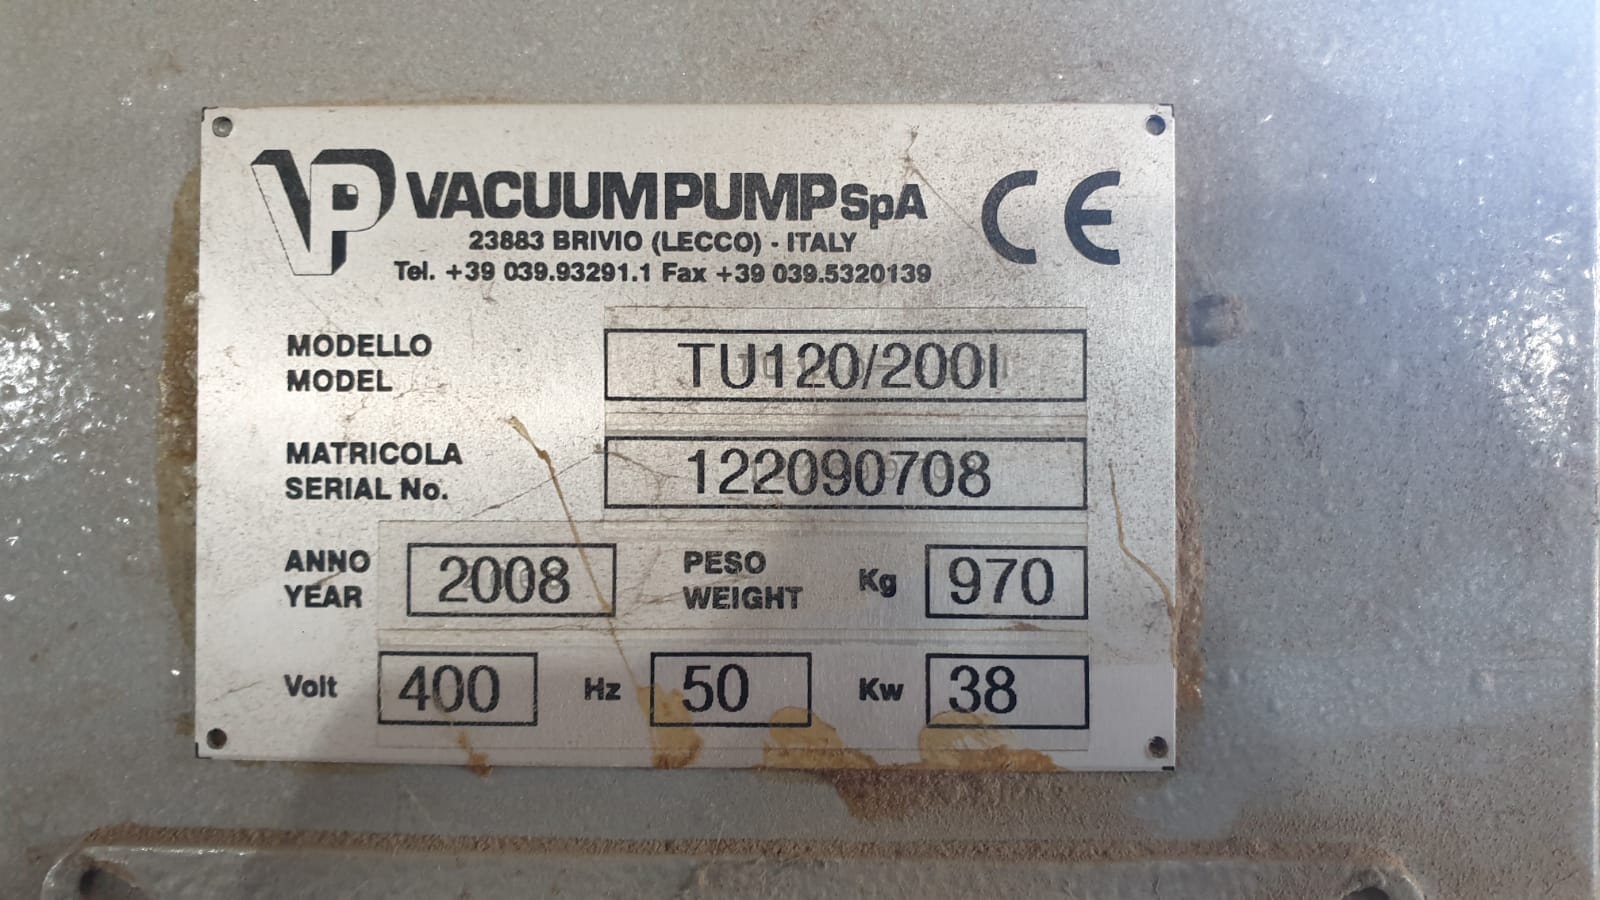 VP VACUUMPUMP SpA CE
23883 BRIVIO (LECCO) - ITALY
Tel. +39 039.93291.1 Fax +39 039.5320139
MODELLO
MODEL
TU120/200I
MATRICOLA
SERIAL No.
122090708
ANNO
YEAR
2008
PESO
WEIGHT
Kg 970
Volt 400 Hz 50 Kw 38